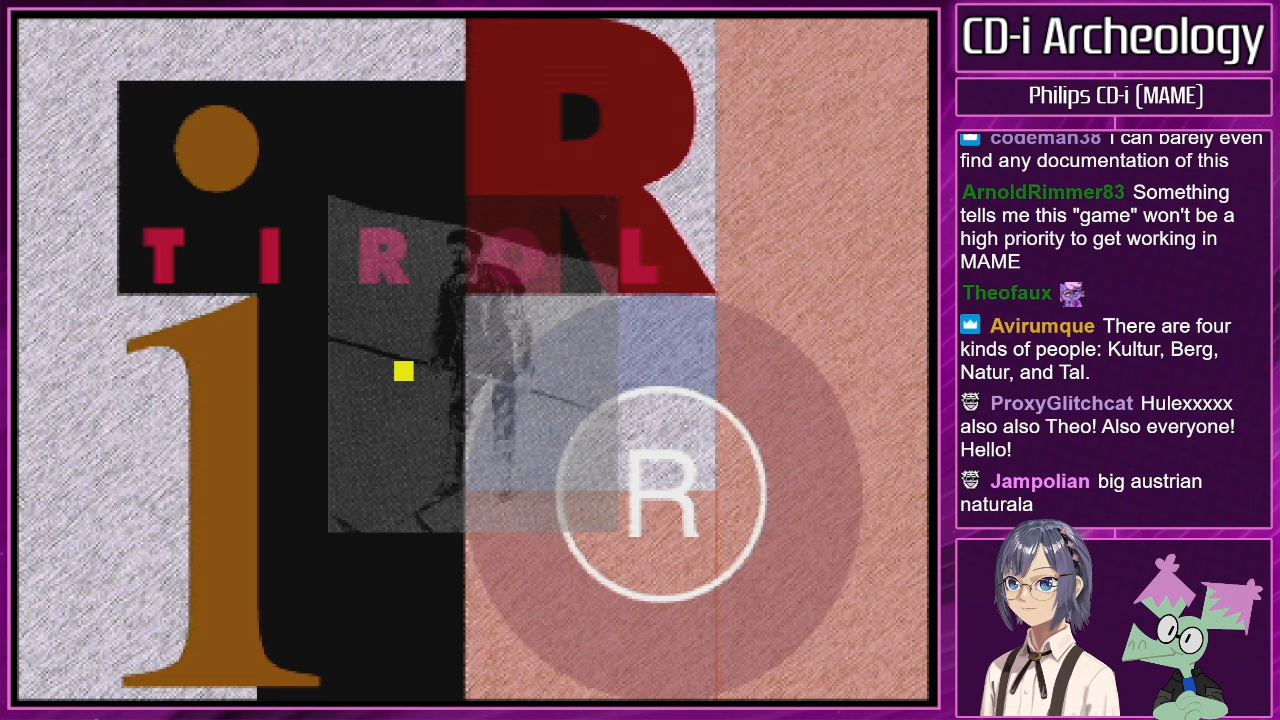 CD-i Archeology
Philips CD-i [MAME]
R
i
TIROL
R
codeman38 I can barely even
find any documentation of this
ArnoldRimmer83 Something
tells me this "game" won't be a
high priority to get working in
MAME
Theofaux
Avirumque There are four
kinds of people: Kultur, Berg,
Natur, and Tal.
ProxyGlitchcat Hulexxxxx
also also Theo! Also everyone!
Hello!
Jampolian big austrian
naturala